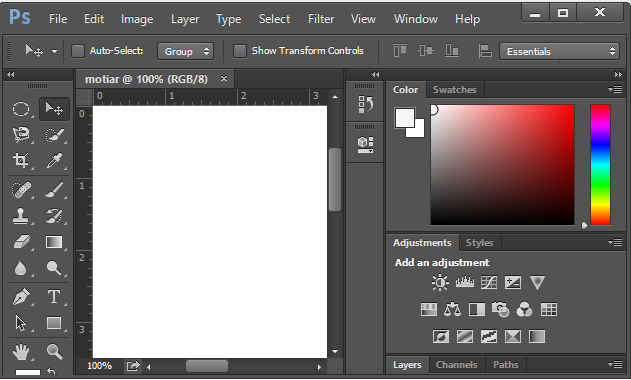 Ps File Edit Image Layer Type Select Filter View Window Help
Auto-Select: Group Show Transform Controls Essentials
motiar @ 100% (RGB/8) ×
Color Swatches
0 1 2 3
0
1
2
3
T
Adjustments Styles
Add an adjustment
100%
Layers Channels Paths